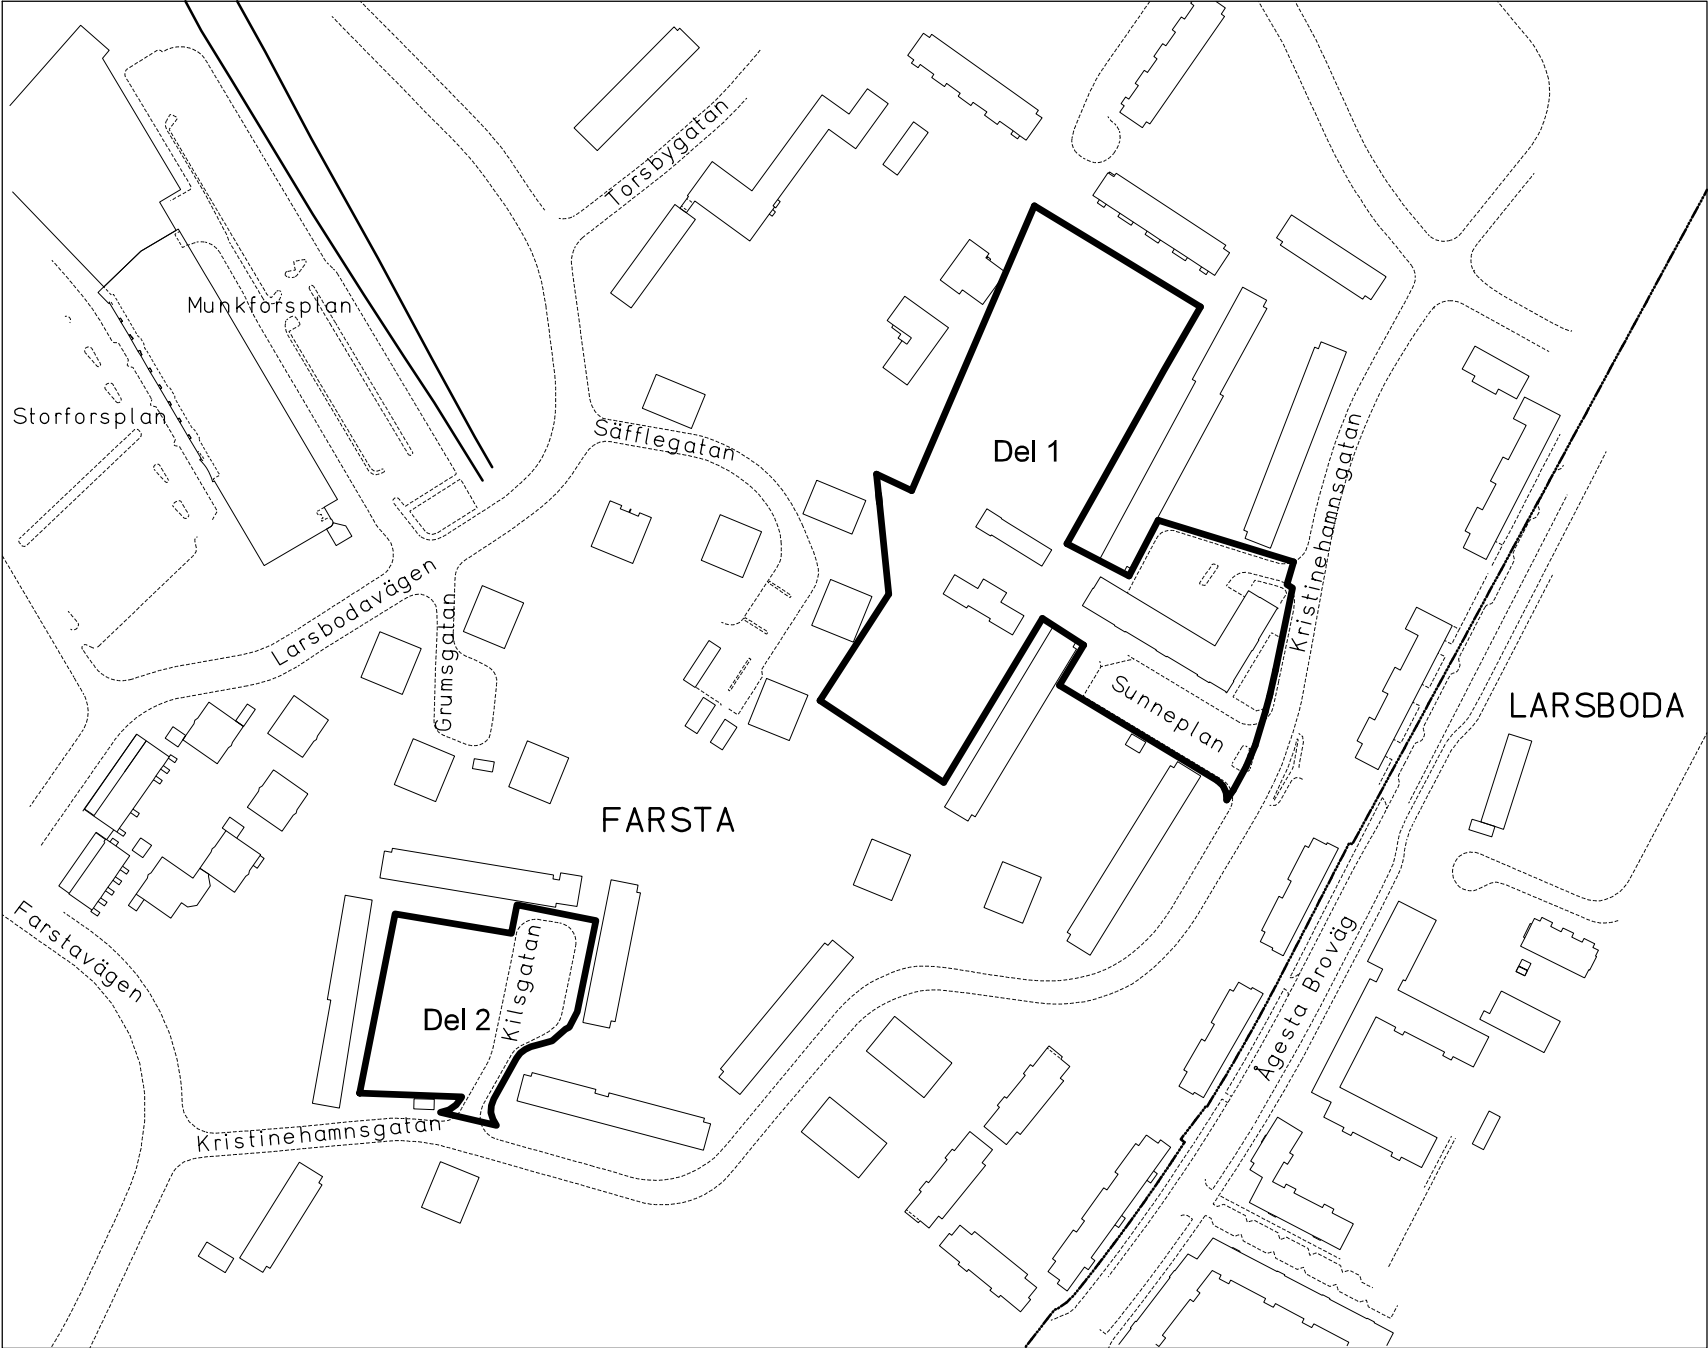 Torsbygatan
Munkforsplan
Storforsplan
Säfflegatan
Del 1
Kristinehamnsgatan
Larsbodavägen
Grumsgatan
Sunneplan
LARSBODA
FARSTA
Farstavägen
Kilsgatan
Del 2
Ågesta Broväg
Kristinehamnsgatan